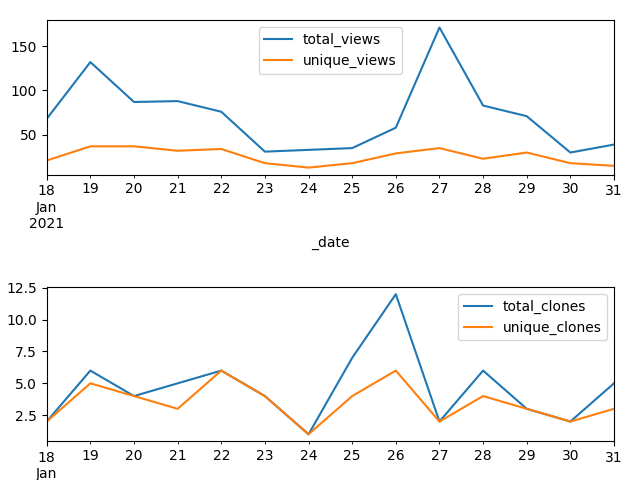 150
100
50
total_views
unique_views
18 19 20 21 22 23 24 25 26 27 28 29 30 31
Jan
2021
_date
12.5
10.0
7.5
5.0
2.5
total_clones
unique_clones
18 19 20 21 22 23 24 25 26 27 28 29 30 31
Jan